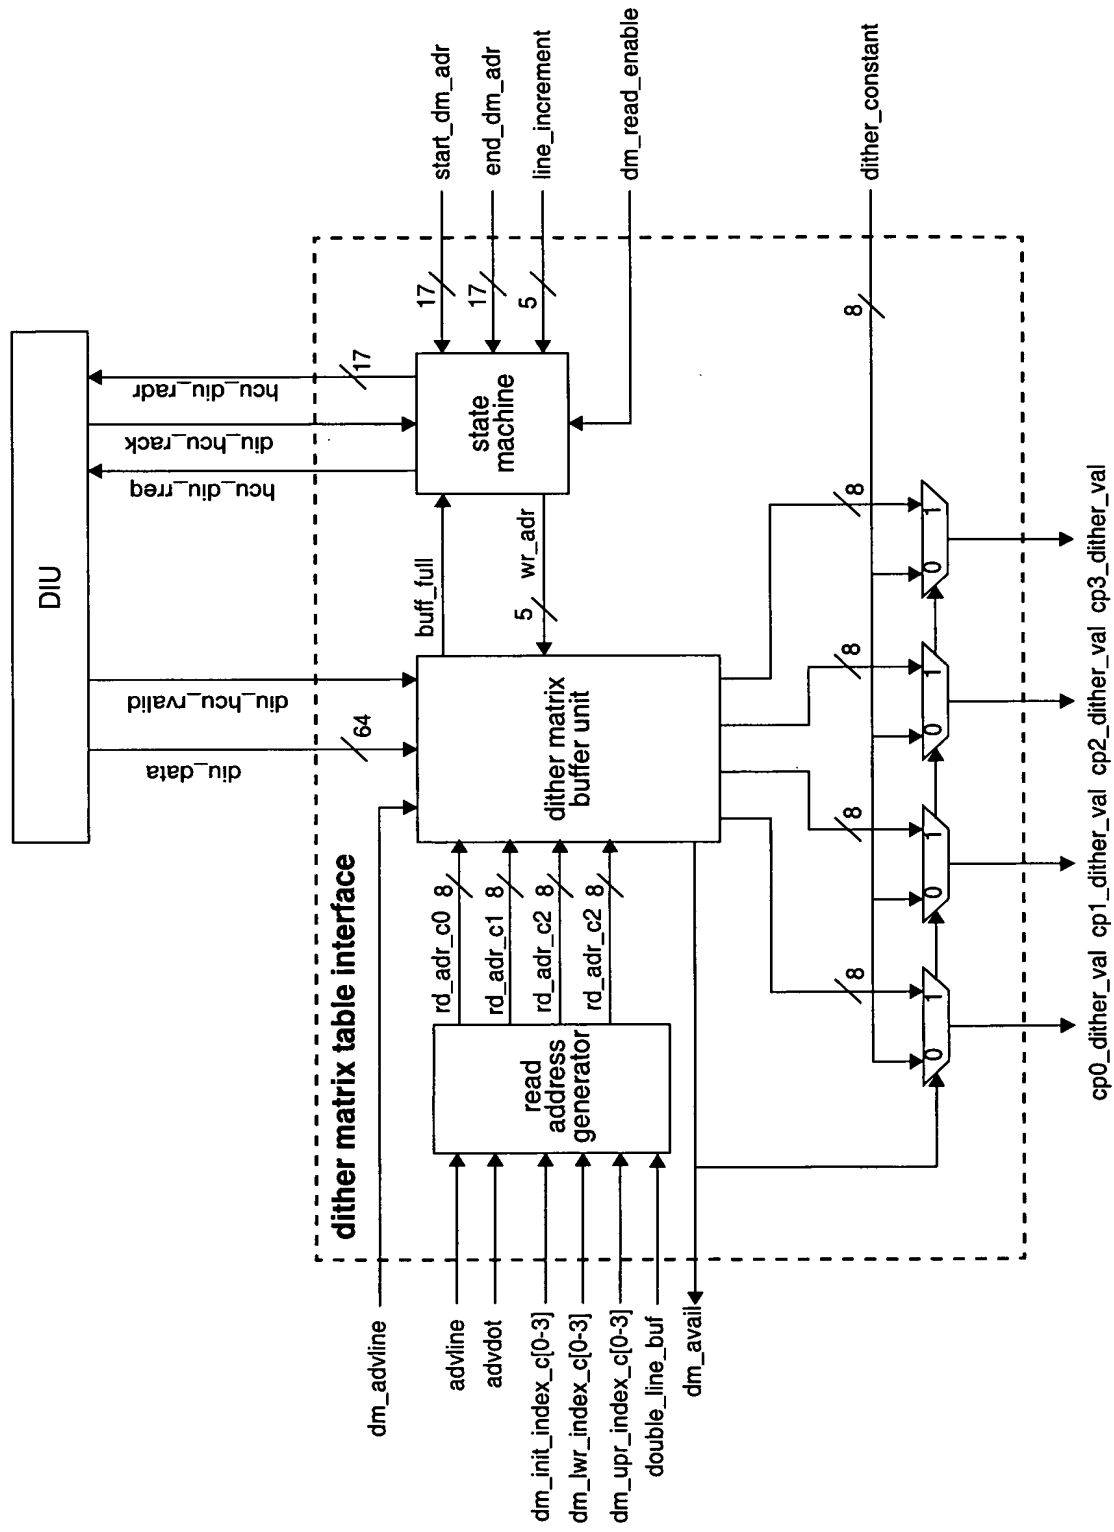 DIU
diu_data
64
diu_hcu_rvalid
hcu_diu_rreq
diu_hcu_rack
hcu_diu_radr
17
dither matrix table interface
dm_advline
advline
advdot
dm_init_index_c[0-3]
dm_lwr_index_c[0-3]
dm_upr_index_c[0-3]
double_line_buf
dm_avail
read
address
generator
rd_adr_c0
8
rd_adr_c1
8
rd_adr_c2
8
rd_adr_c2
8
dither matrix
buffer unit
buff_full
wr_adr
5
state
machine
17
start_dm_adr
17
end_dm_adr
5
line_increment
dm_read_enable
8
dither_constant
8
8
8
8
0 1
0 1
0 1
0 1
cp0_dither_val cp1_dither_val cp2_dither_val cp3_dither_val